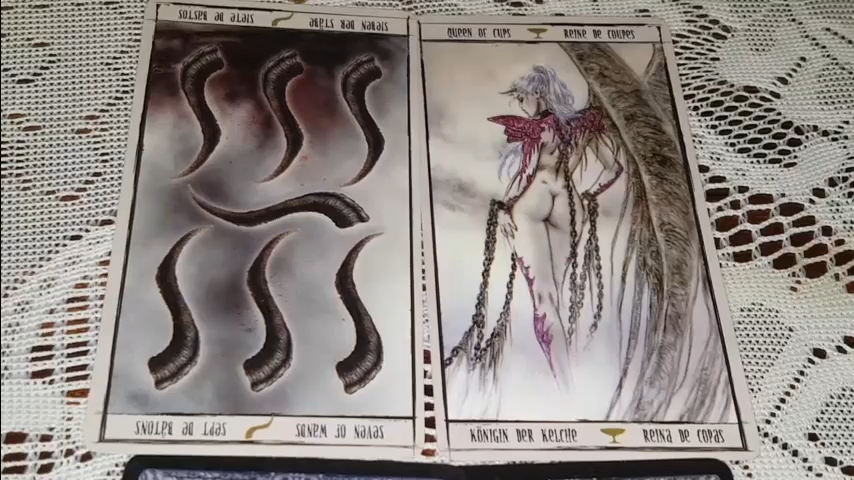 SEVEN OF WANDS SEPT DE BÂTONS
SIEBEN DER STÄBE SIETE DE BASTOS
QUEEN OF CUPS REINE DE COUPES
KÖNIGIN DER KELCHE REINA DE COPAS